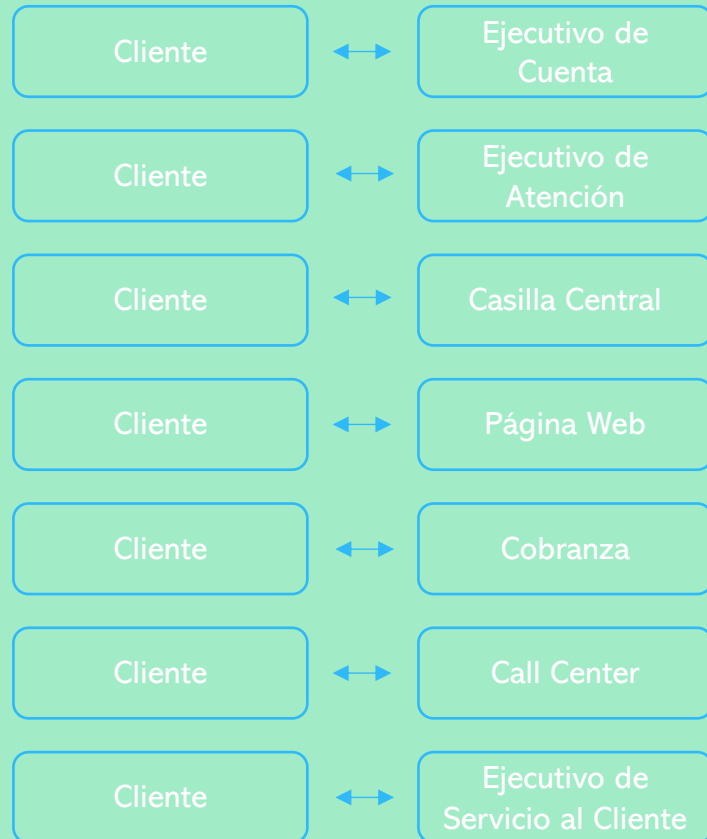 Cliente
Ejecutivo de
Cuenta
Cliente
Ejecutivo de
Atención
Cliente
Casilla Central
Cliente
Página Web
Cliente
Cobranza
Cliente
Call Center
Cliente
Ejecutivo de
Servicio al Cliente